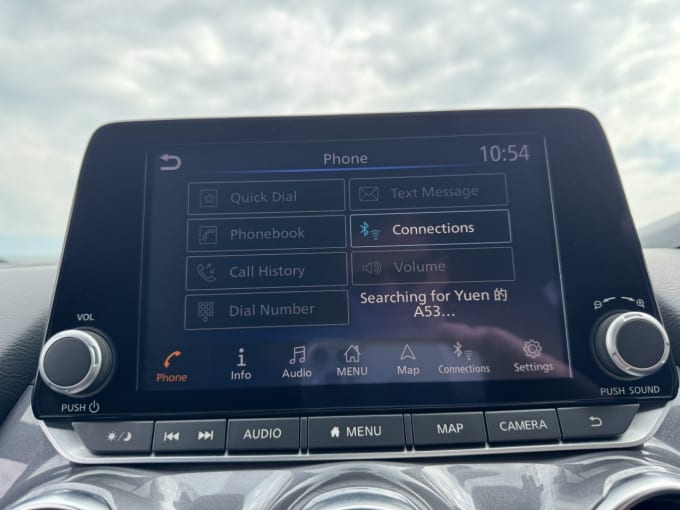 Phone
10:54
Quick Dial
Text Message
Phonebook
Connections
Call History
Volume
Dial Number
Searching for Yuen 的
A53...
VOL
PUSH
Phone
Info
Audio
MENU
Map
Connections
Settings
PUSH SOUND
AUDIO
MENU
MAP
CAMERA